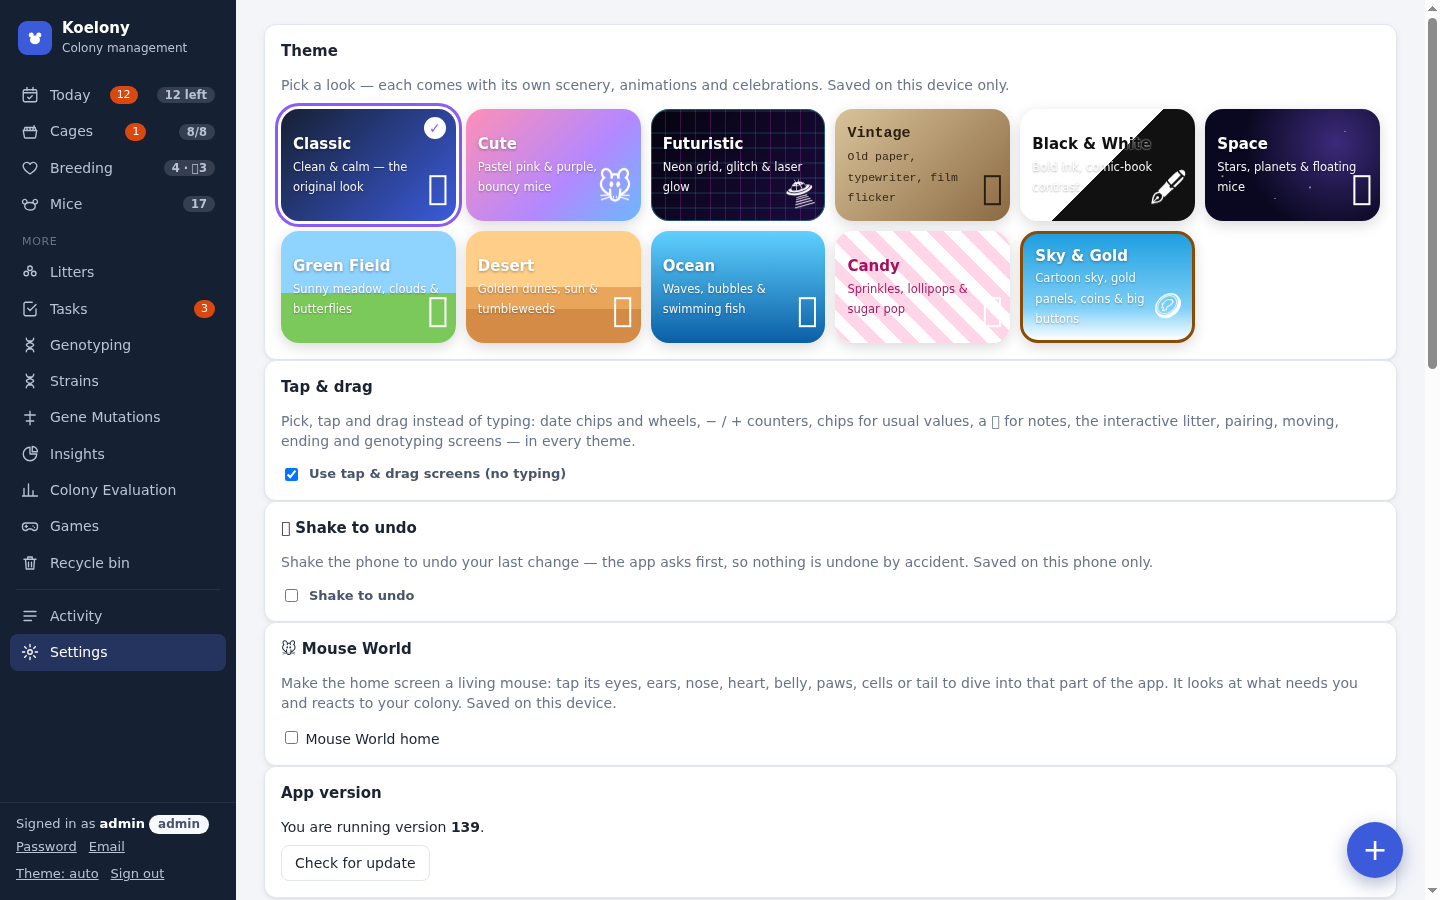 Koelony
Colony management
Today 12 12 left
Cages 1 8/8
Breeding 4 · 3
Mice 17
MORE
Litters
Tasks 3
Genotyping
Strains
Gene Mutations
Insights
Colony Evaluation
Games
Recycle bin
Activity
Settings
Signed in as admin admin
Password Email
Theme: auto Sign out
Theme
Pick a look — each comes with its own scenery, animations and celebrations. Saved on this device only.
Classic
Clean & calm — the
original look
Cute
Pastel pink & purple,
bouncy mice
Futuristic
Neon grid, glitch & laser
glow
Vintage
Old paper,
typewriter, film
flicker
Black & White
Bold ink, comic-book
contrast
Space
Stars, planets & floating
mice
Green Field
Sunny meadow, clouds &
butterflies
Desert
Golden dunes, sun &
tumbleweeds
Ocean
Waves, bubbles &
swimming fish
Candy
Sprinkles, lollipops &
sugar pop
Sky & Gold
Cartoon sky, gold
panels, coins & big
buttons
Tap & drag
Pick, tap and drag instead of typing: date chips and wheels, − / + counters, chips for usual values, a for notes, the interactive litter, pairing, moving,
ending and genotyping screens — in every theme.
Use tap & drag screens (no typing)
Shake to undo
Shake the phone to undo your last change — the app asks first, so nothing is undone by accident. Saved on this phone only.
Shake to undo
Mouse World
Make the home screen a living mouse: tap its eyes, ears, nose, heart, belly, paws, cells or tail to dive into that part of the app. It looks at what needs you
and reacts to your colony. Saved on this device.
Mouse World home
App version
You are running version 139.
Check for update
+